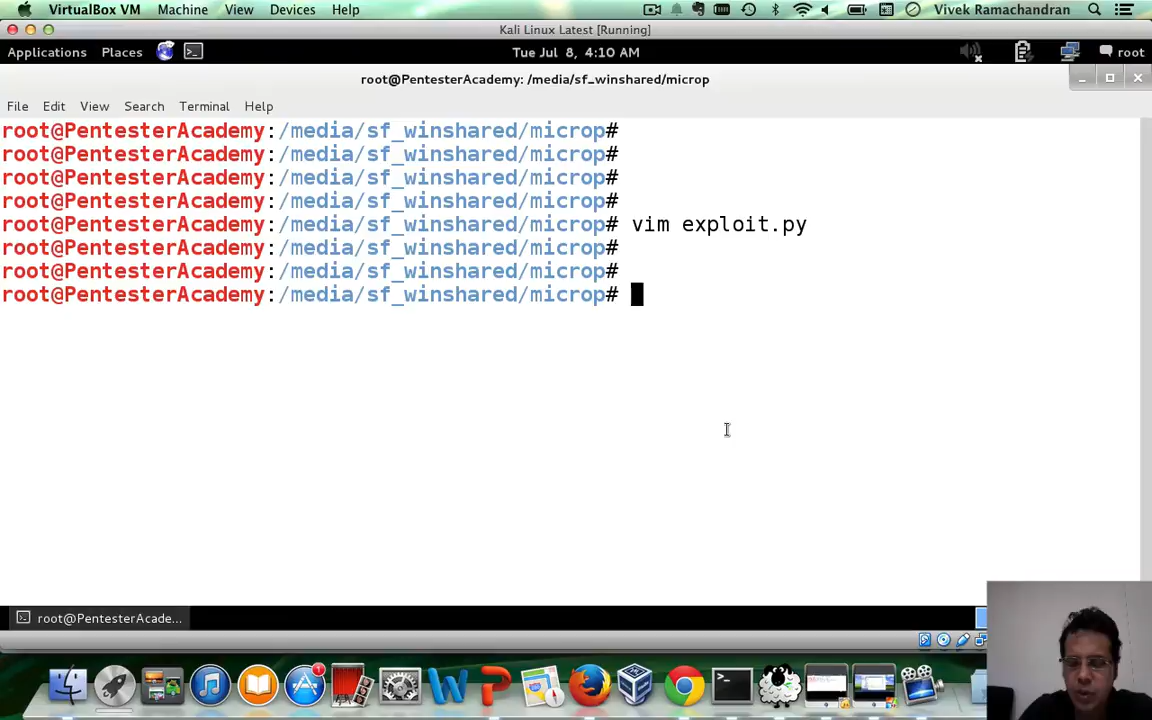 VirtualBox VM Machine View Devices Help Vivek Ramachandran
Kali Linux Latest [Running]
Applications Places Tue Jul 8, 4:10 AM root
root@PentesterAcademy: /media/sf_winshared/microp
File Edit View Search Terminal Help
root@PentesterAcademy:/media/sf_winshared/microp#
root@PentesterAcademy:/media/sf_winshared/microp#
root@PentesterAcademy:/media/sf_winshared/microp#
root@PentesterAcademy:/media/sf_winshared/microp#
root@PentesterAcademy:/media/sf_winshared/microp# vim exploit.py
root@PentesterAcademy:/media/sf_winshared/microp#
root@PentesterAcademy:/media/sf_winshared/microp#
root@PentesterAcademy:/media/sf_winshared/microp#
root@PentesterAcade...
1